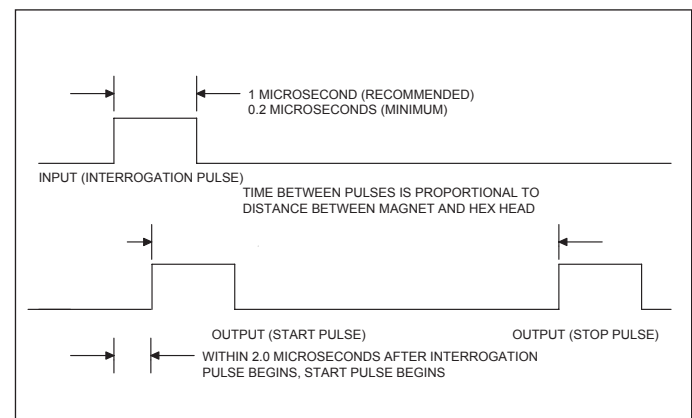 1 MICROSECOND (RECOMMENDED)
0.2 MICROSECONDS (MINIMUM)
INPUT (INTERROGATION PULSE)
TIME BETWEEN PULSES IS PROPORTIONAL TO
DISTANCE BETWEEN MAGNET AND HEX HEAD
OUTPUT (START PULSE)
OUTPUT (STOP PULSE)
WITHIN 2.0 MICROSECONDS AFTER INTERROGATION
PULSE BEGINS, START PULSE BEGINS